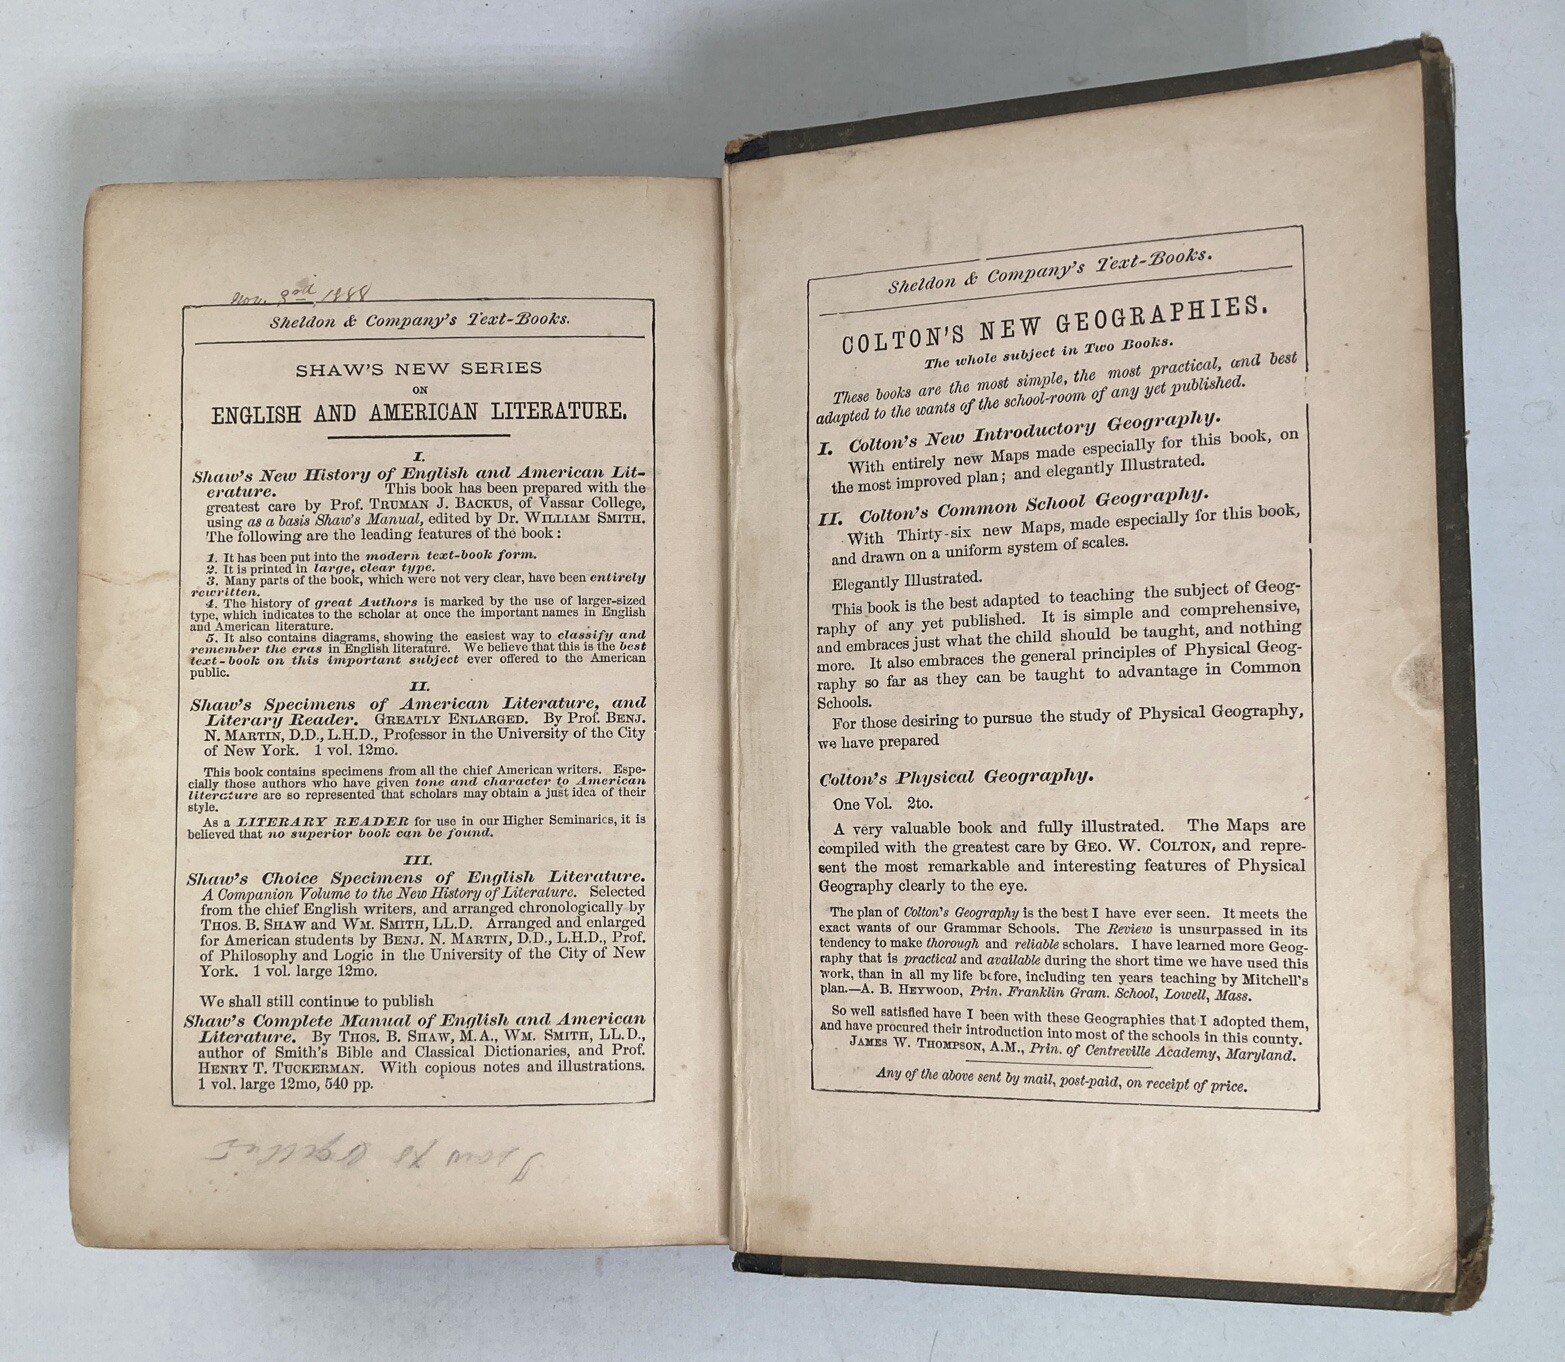 Nov. 3rd, 1888
Sheldon & Company's Text-Books.
SHAW'S NEW SERIES
ON
ENGLISH AND AMERICAN LITERATURE.
I.
Shaw's New History of English and American Lit-
erature. This book has been prepared with the
greatest care by Prof. TRUMAN J. BACKUS, of Vassar College,
using as a basis Shaw's Manual, edited by Dr. WILLIAM SMITH.
The following are the leading features of the book:
1. It has been put into the modern text-book form.
2. It is printed in large, clear type.
3. Many parts of the book, which were not very clear, have been entirely
rewritten.
4. The history of great Authors is marked by the use of larger-sized
type, which indicates to the scholar at once the important names in English
and American literature.
5. It also contains diagrams, showing the easiest way to classify and
remember the eras in English literature. We believe that this is the best
text-book on this important subject ever offered to the American
public.
II.
Shaw's Specimens of American Literature, and
Literary Reader. GREATLY ENLARGED. By Prof. BENJ.
N. MARTIN, D.D., L.H.D., Professor in the University of the City
of New York. 1 vol. 12mo.
This book contains specimens from all the chief American writers. Espe-
cially those authors who have given tone and character to American
literature are so represented that scholars may obtain a just idea of their
style.
As a LITERARY READER for use in our Higher Seminaries, it is
believed that no superior book can be found.
III.
Shaw's Choice Specimens of English Literature.
A Companion Volume to the New History of Literature. Selected
from the chief English writers, and arranged chronologically by
THOS. B. SHAW and WM. SMITH, LL.D. Arranged and enlarged
for American students by BENJ. N. MARTIN, D.D., L.H.D., Prof.
of Philosophy and Logic in the University of the City of New
York. 1 vol. large 12mo.
We shall still continue to publish
Shaw's Complete Manual of English and American
Literature. By THOS. B. SHAW, M.A., WM. SMITH, LL.D.,
author of Smith's Bible and Classical Dictionaries, and Prof.
HENRY T. TUCKERMAN. With copious notes and illustrations.
1 vol. large 12mo, 540 pp.
Sheldon & Company's Text-Books.
COLTON'S NEW GEOGRAPHIES.
The whole subject in Two Books.
These books are the most simple, the most practical, and best
adapted to the wants of the school-room of any yet published.
I. Colton's New Introductory Geography.
With entirely new Maps made especially for this book, on
the most improved plan; and elegantly Illustrated.
II. Colton's Common School Geography.
With Thirty-six new Maps, made especially for this book,
and drawn on a uniform system of scales.
Elegantly Illustrated.
This book is the best adapted to teaching the subject of Geog-
raphy of any yet published. It is simple and comprehensive,
and embraces just what the child should be taught, and nothing
more. It also embraces the general principles of Physical Geog-
raphy so far as they can be taught to advantage in Common
Schools.
For those desiring to pursue the study of Physical Geography,
we have prepared
Colton's Physical Geography.
One Vol. 2to.
A very valuable book and fully illustrated. The Maps are
compiled with the greatest care by GEO. W. COLTON, and repre-
sent the most remarkable and interesting features of Physical
Geography clearly to the eye.
The plan of Colton's Geography is the best I have ever seen. It meets the
exact wants of our Grammar Schools. The Review is unsurpassed in its
tendency to make thorough and reliable scholars. I have learned more Geog-
raphy that is practical and available during the short time we have used this
work, than in all my life before, including ten years teaching by Mitchell's
plan.—A. B. HEYWOOD, Prin. Franklin Gram. School, Lowell, Mass.
So well satisfied have I been with these Geographies that I adopted them,
and have procured their introduction into most of the schools in this county.
JAMES W. THOMPSON, A.M., Prin. of Centreville Academy, Maryland.
Any of the above sent by mail, post-paid, on receipt of price.